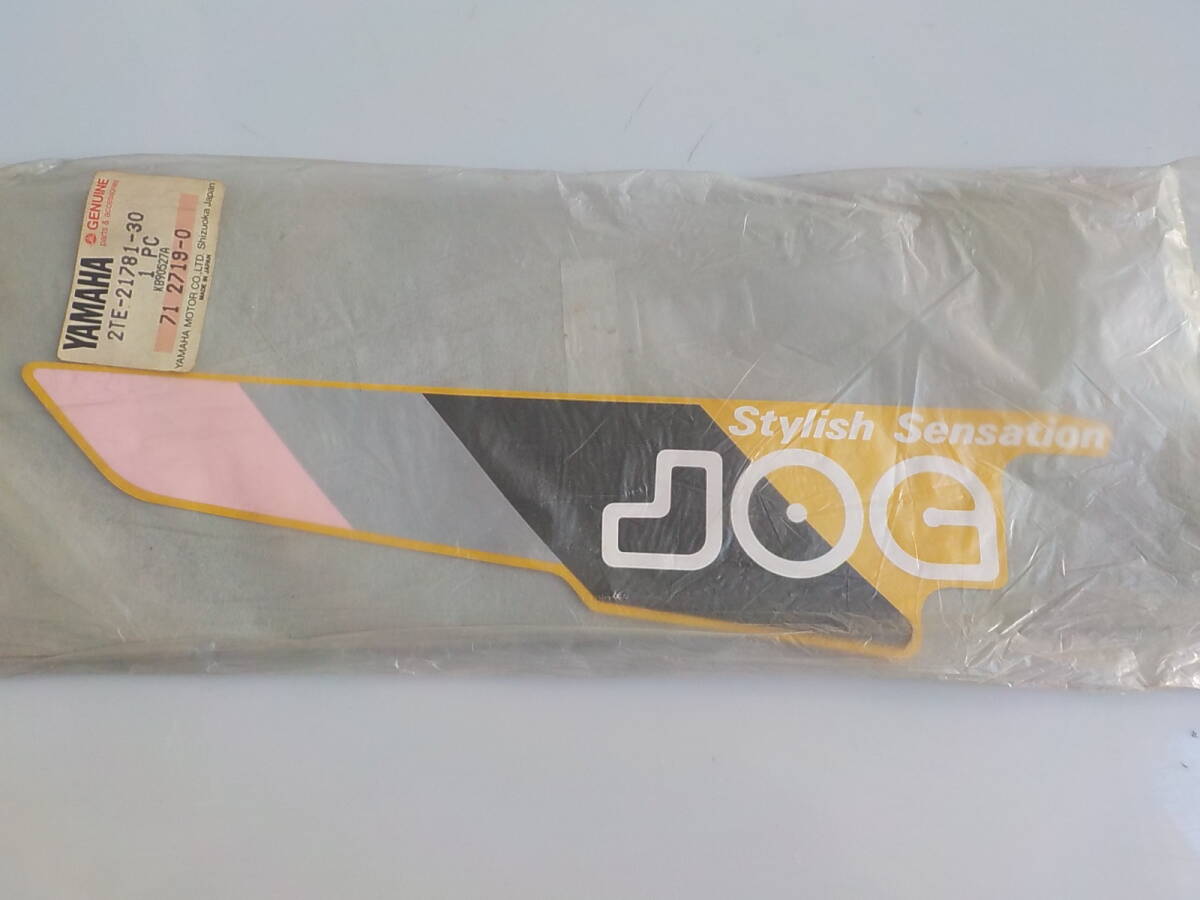 YAMAHA GENUINE
parts & accessories
2TE-21781-30
1 PC
KB90527A
71 2719-0
YAMAHA MOTOR CO.,LTD. Shizuoka Japan
MADE IN JAPAN
Stylish Sensation
JOG